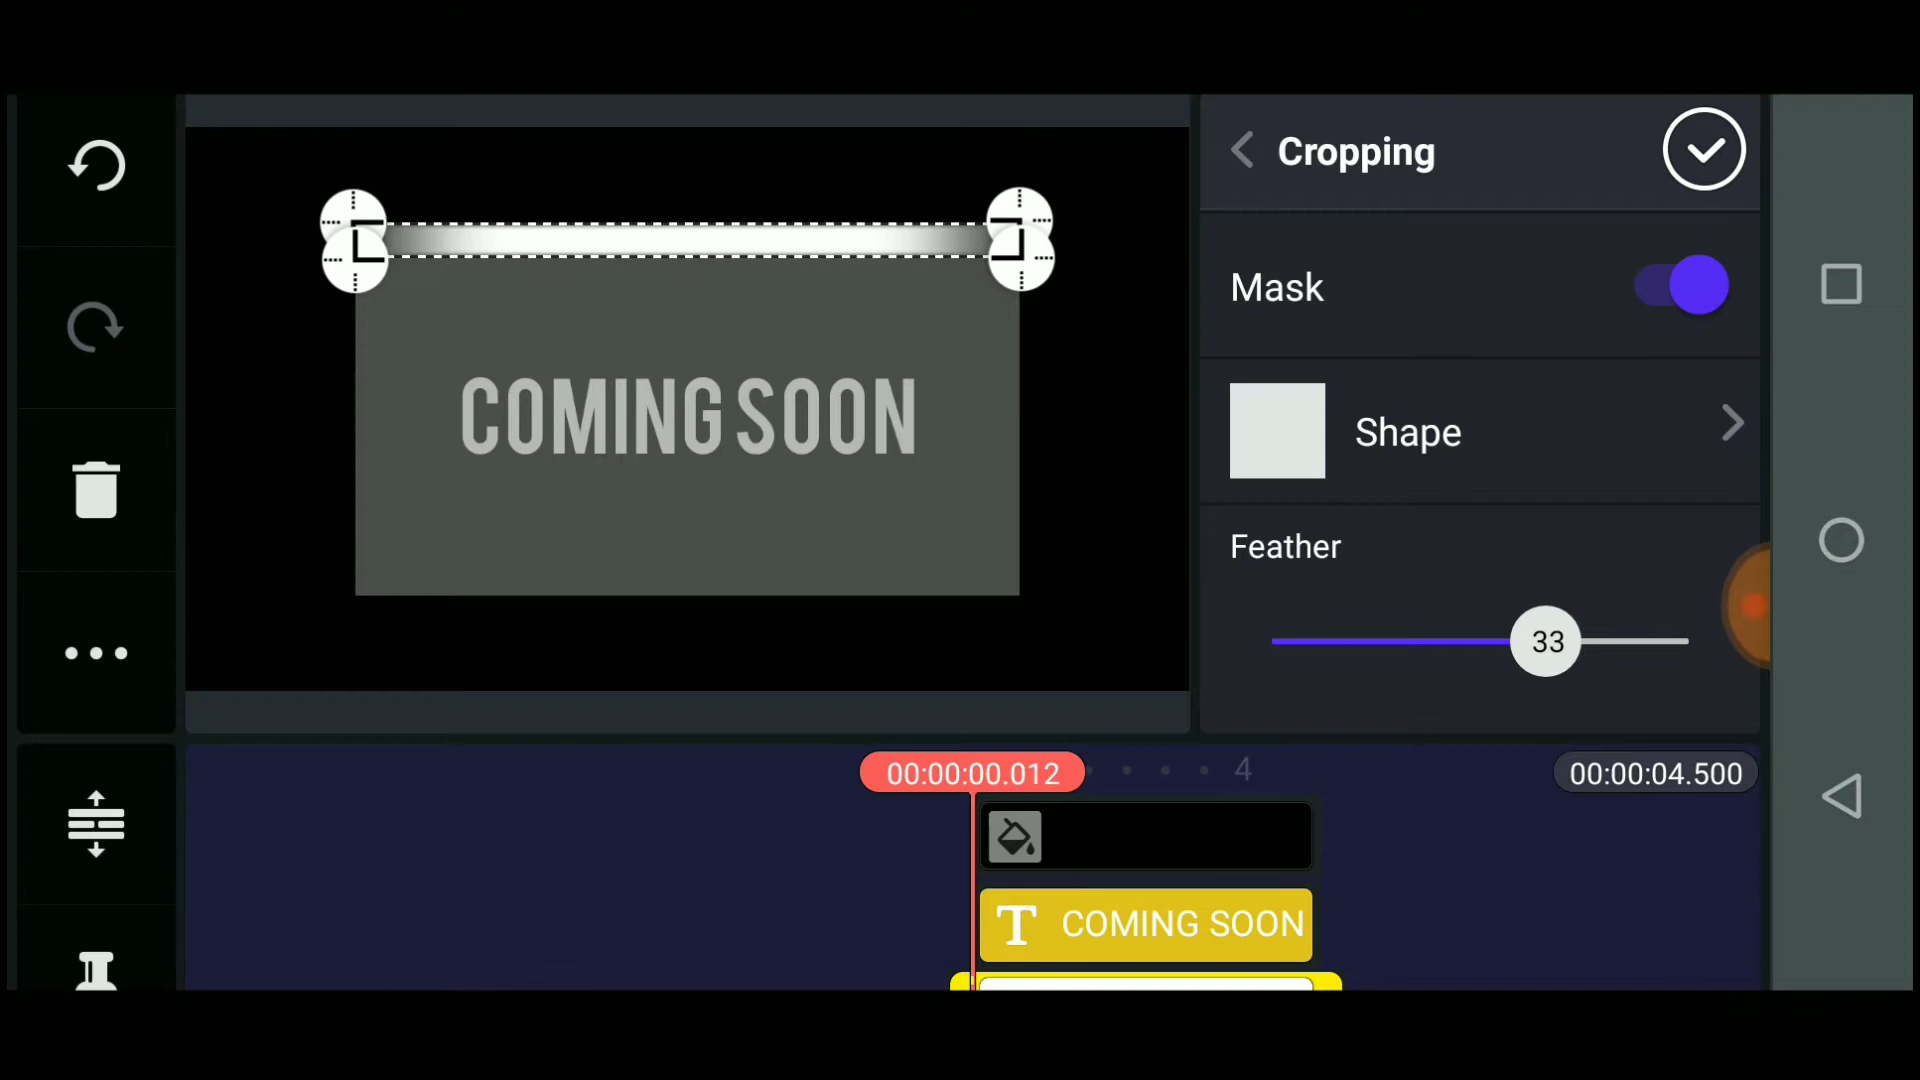 Cropping
Mask
COMING SOON
Shape
Feather
33
00:00:00.012
4
00:00:04.500
T COMING SOON